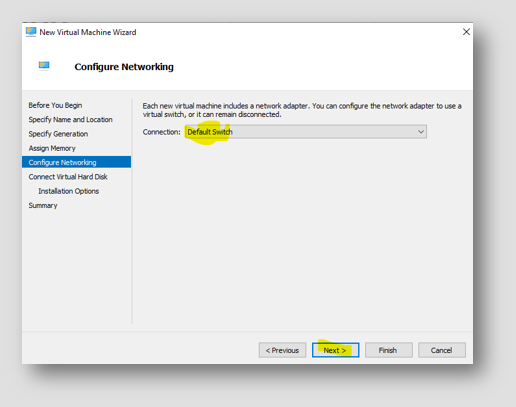 New Virtual Machine Wizard
Configure Networking
Before You Begin
Specify Name and Location
Specify Generation
Assign Memory
Configure Networking
Connect Virtual Hard Disk
Installation Options
Summary
Each new virtual machine includes a network adapter. You can configure the network adapter to use a
virtual switch, or it can remain disconnected.
Connection: Default Switch
< Previous Next > Finish Cancel